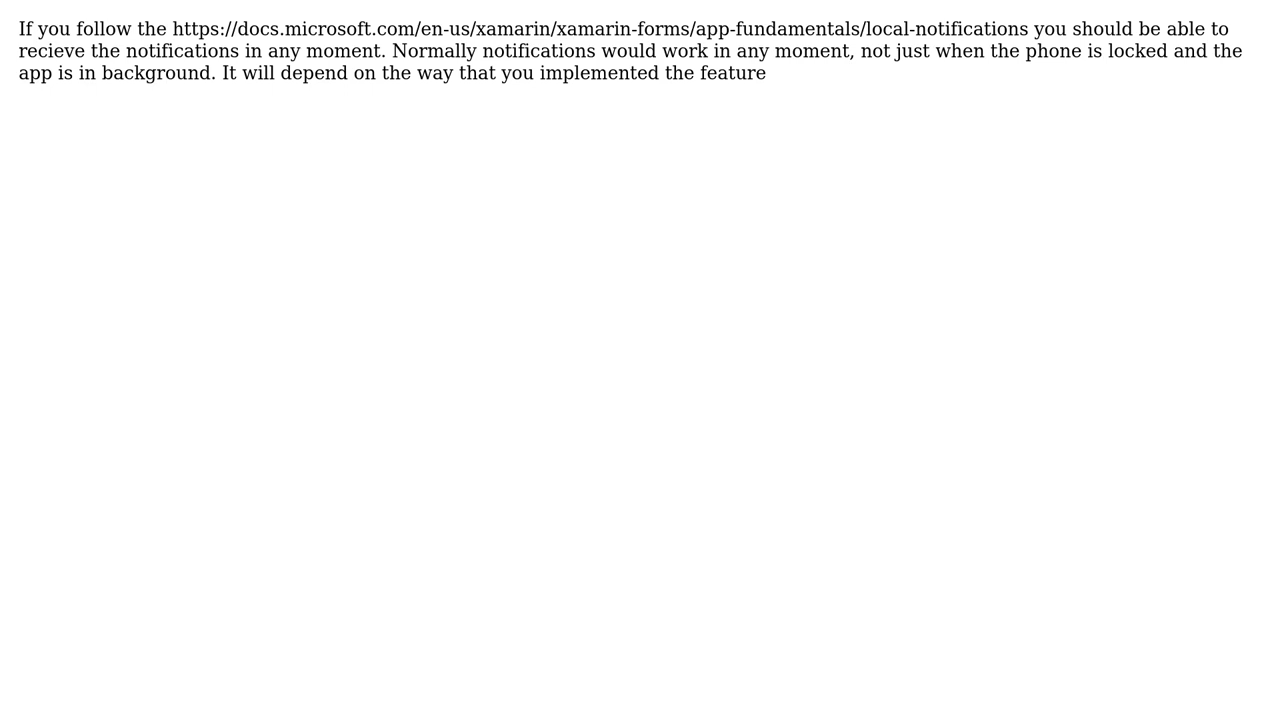 If you follow the https://docs.microsoft.com/en-us/xamarin/xamarin-forms/app-fundamentals/local-notifications you should be able to
recieve the notifications in any moment. Normally notifications would work in any moment, not just when the phone is locked and the
app is in background. It will depend on the way that you implemented the feature